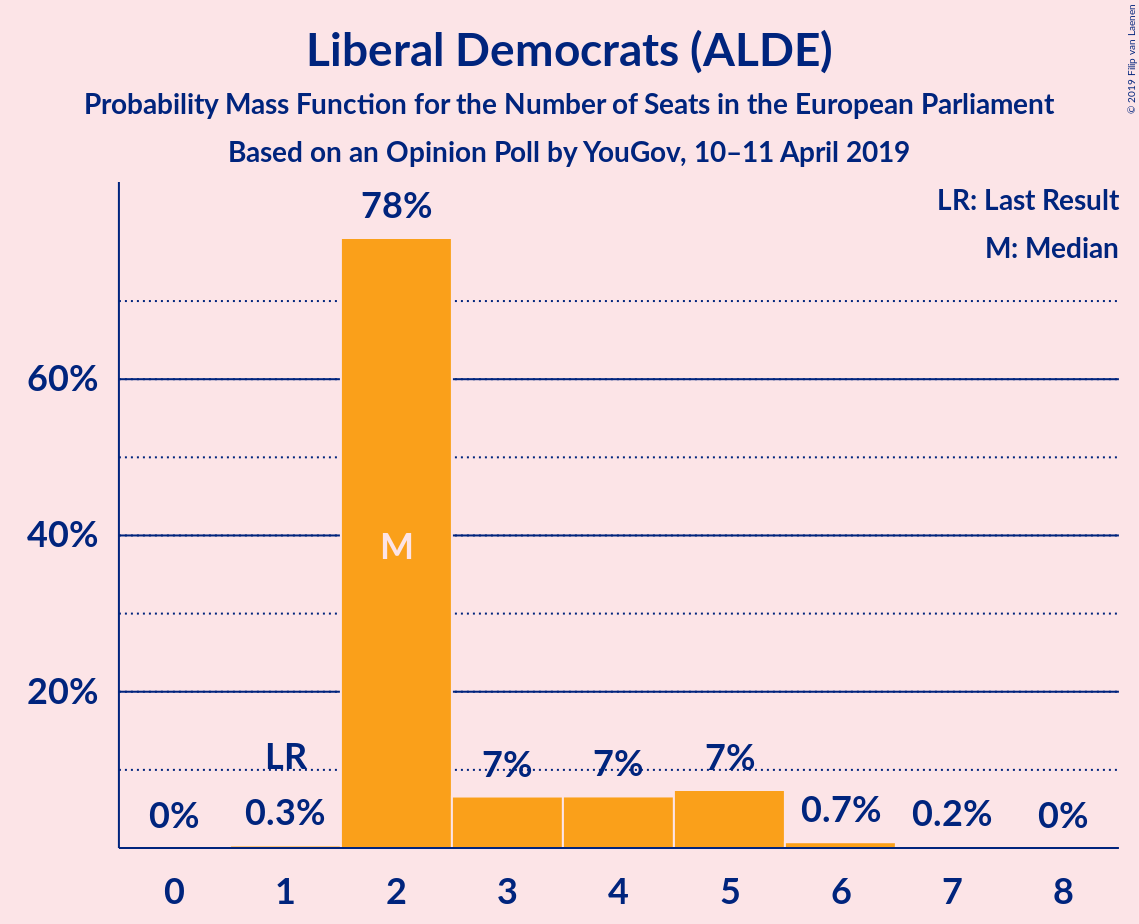 Liberal Democrats (ALDE)
Probability Mass Function for the Number of Seats in the European Parliament
Based on an Opinion Poll by YouGov, 10–11 April 2019
© 2019 Filip van Laenen
LR: Last Result
M: Median
78%
60%
40%
20%
M
LR
0%
0.3%
7%
7%
7%
0.7%
0.2%
0%
0 1 2 3 4 5 6 7 8